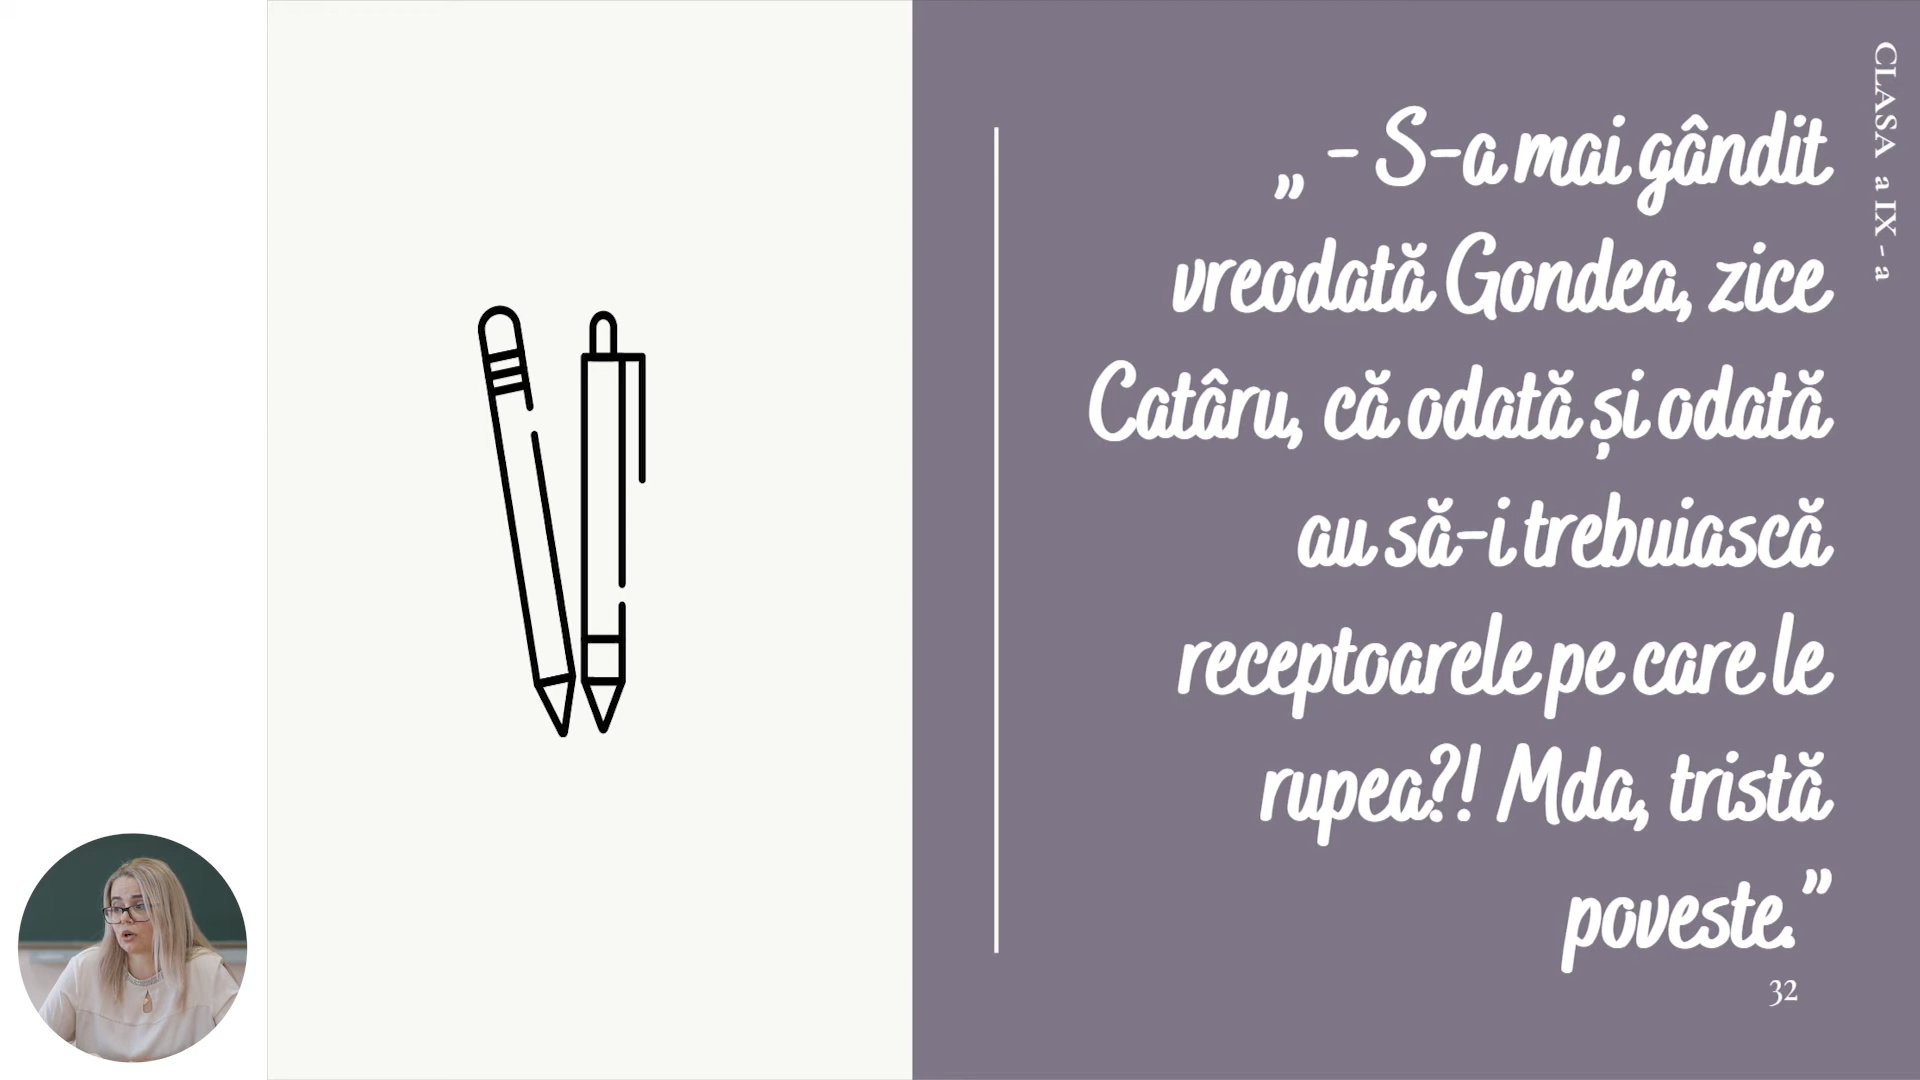 „ - S-a mai gândit
vreodată Gondea, zice
Catâru, că odată și odată
au să-i trebuiască
receptoarele pe care le
rupea?! Mda, tristă
poveste.”
32
CLASA a IX - a